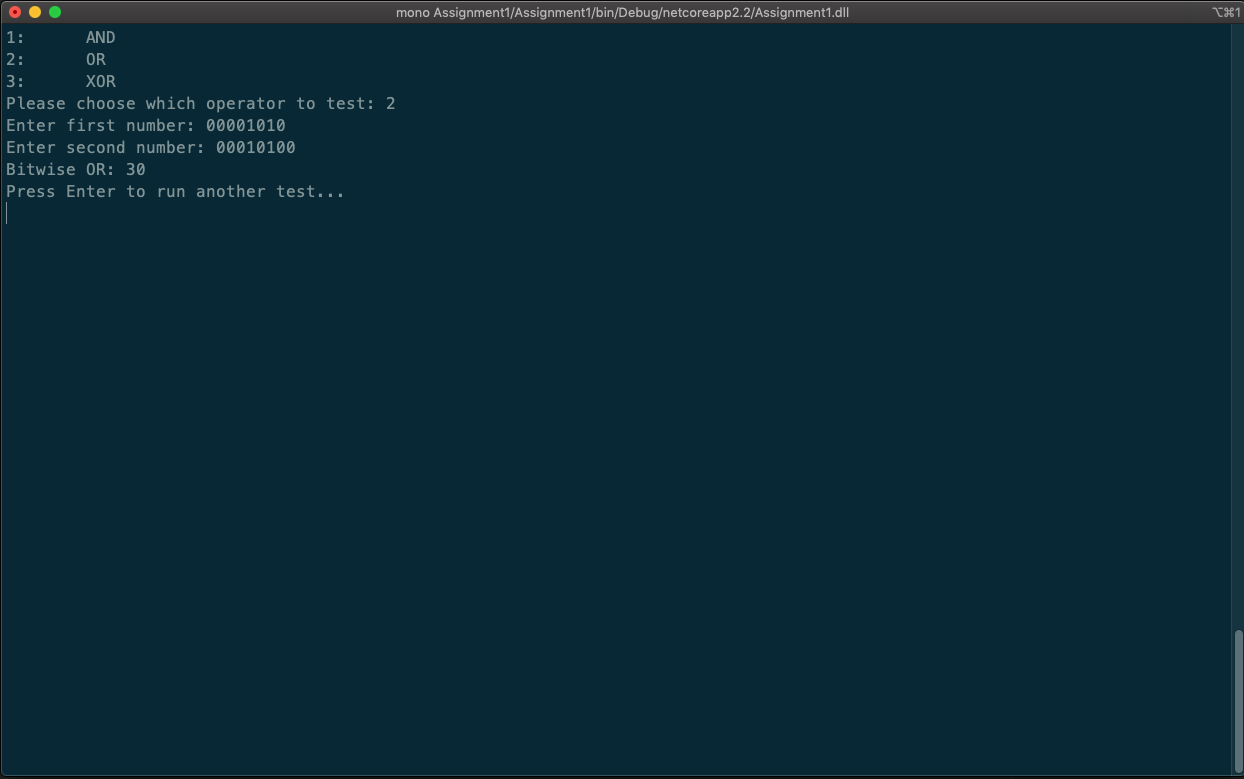 mono Assignment1/Assignment1/bin/Debug/netcoreapp2.2/Assignment1.dll ⌥⌘1
1: AND
2: OR
3: XOR
Please choose which operator to test: 2
Enter first number: 00001010
Enter second number: 00010100
Bitwise OR: 30
Press Enter to run another test...